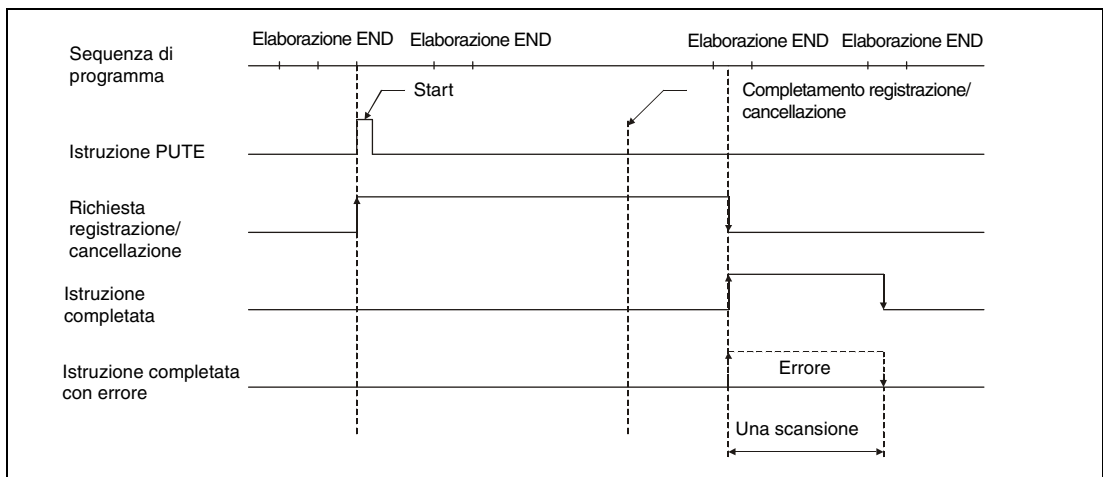 Elaborazione END Elaborazione END Elaborazione END Elaborazione END
Sequenza di
programma
Start
Completamento registrazione/
cancellazione
Istruzione PUTE
Richiesta
registrazione/
cancellazione
Istruzione
completata
Istruzione completata
con errore
Errore
Una scansione